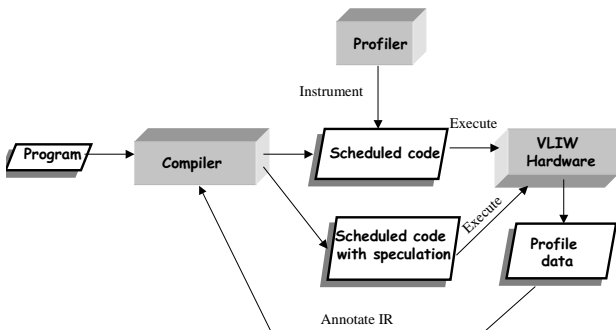 Profiler
Instrument
Execute
Program
Compiler
Scheduled code
VLIW
Hardware
Scheduled code
with speculation
Execute
Profile
data
Annotate IR